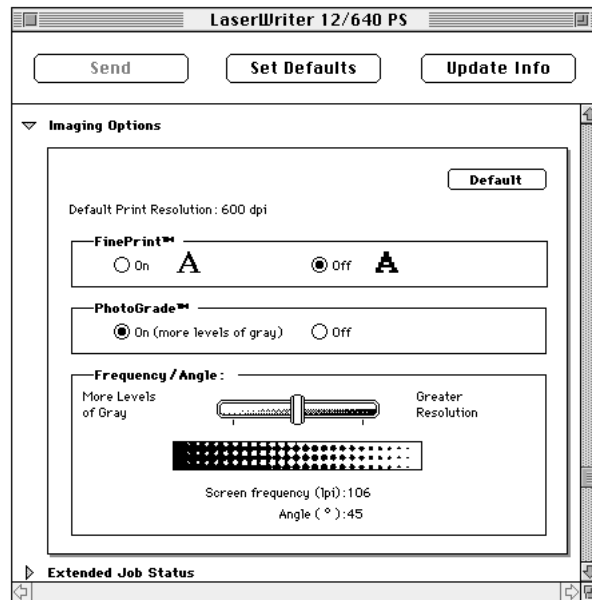 LaserWriter 12/640 PS
Send Set Defaults Update Info
Imaging Options
Default
Default Print Resolution: 600 dpi
FinePrint™
On A Off A
PhotoGrade™
On (more levels of gray) Off
Frequency/Angle:
More Levels
of Gray
Greater
Resolution
Screen frequency (lpi):106
Angle (°):45
Extended Job Status